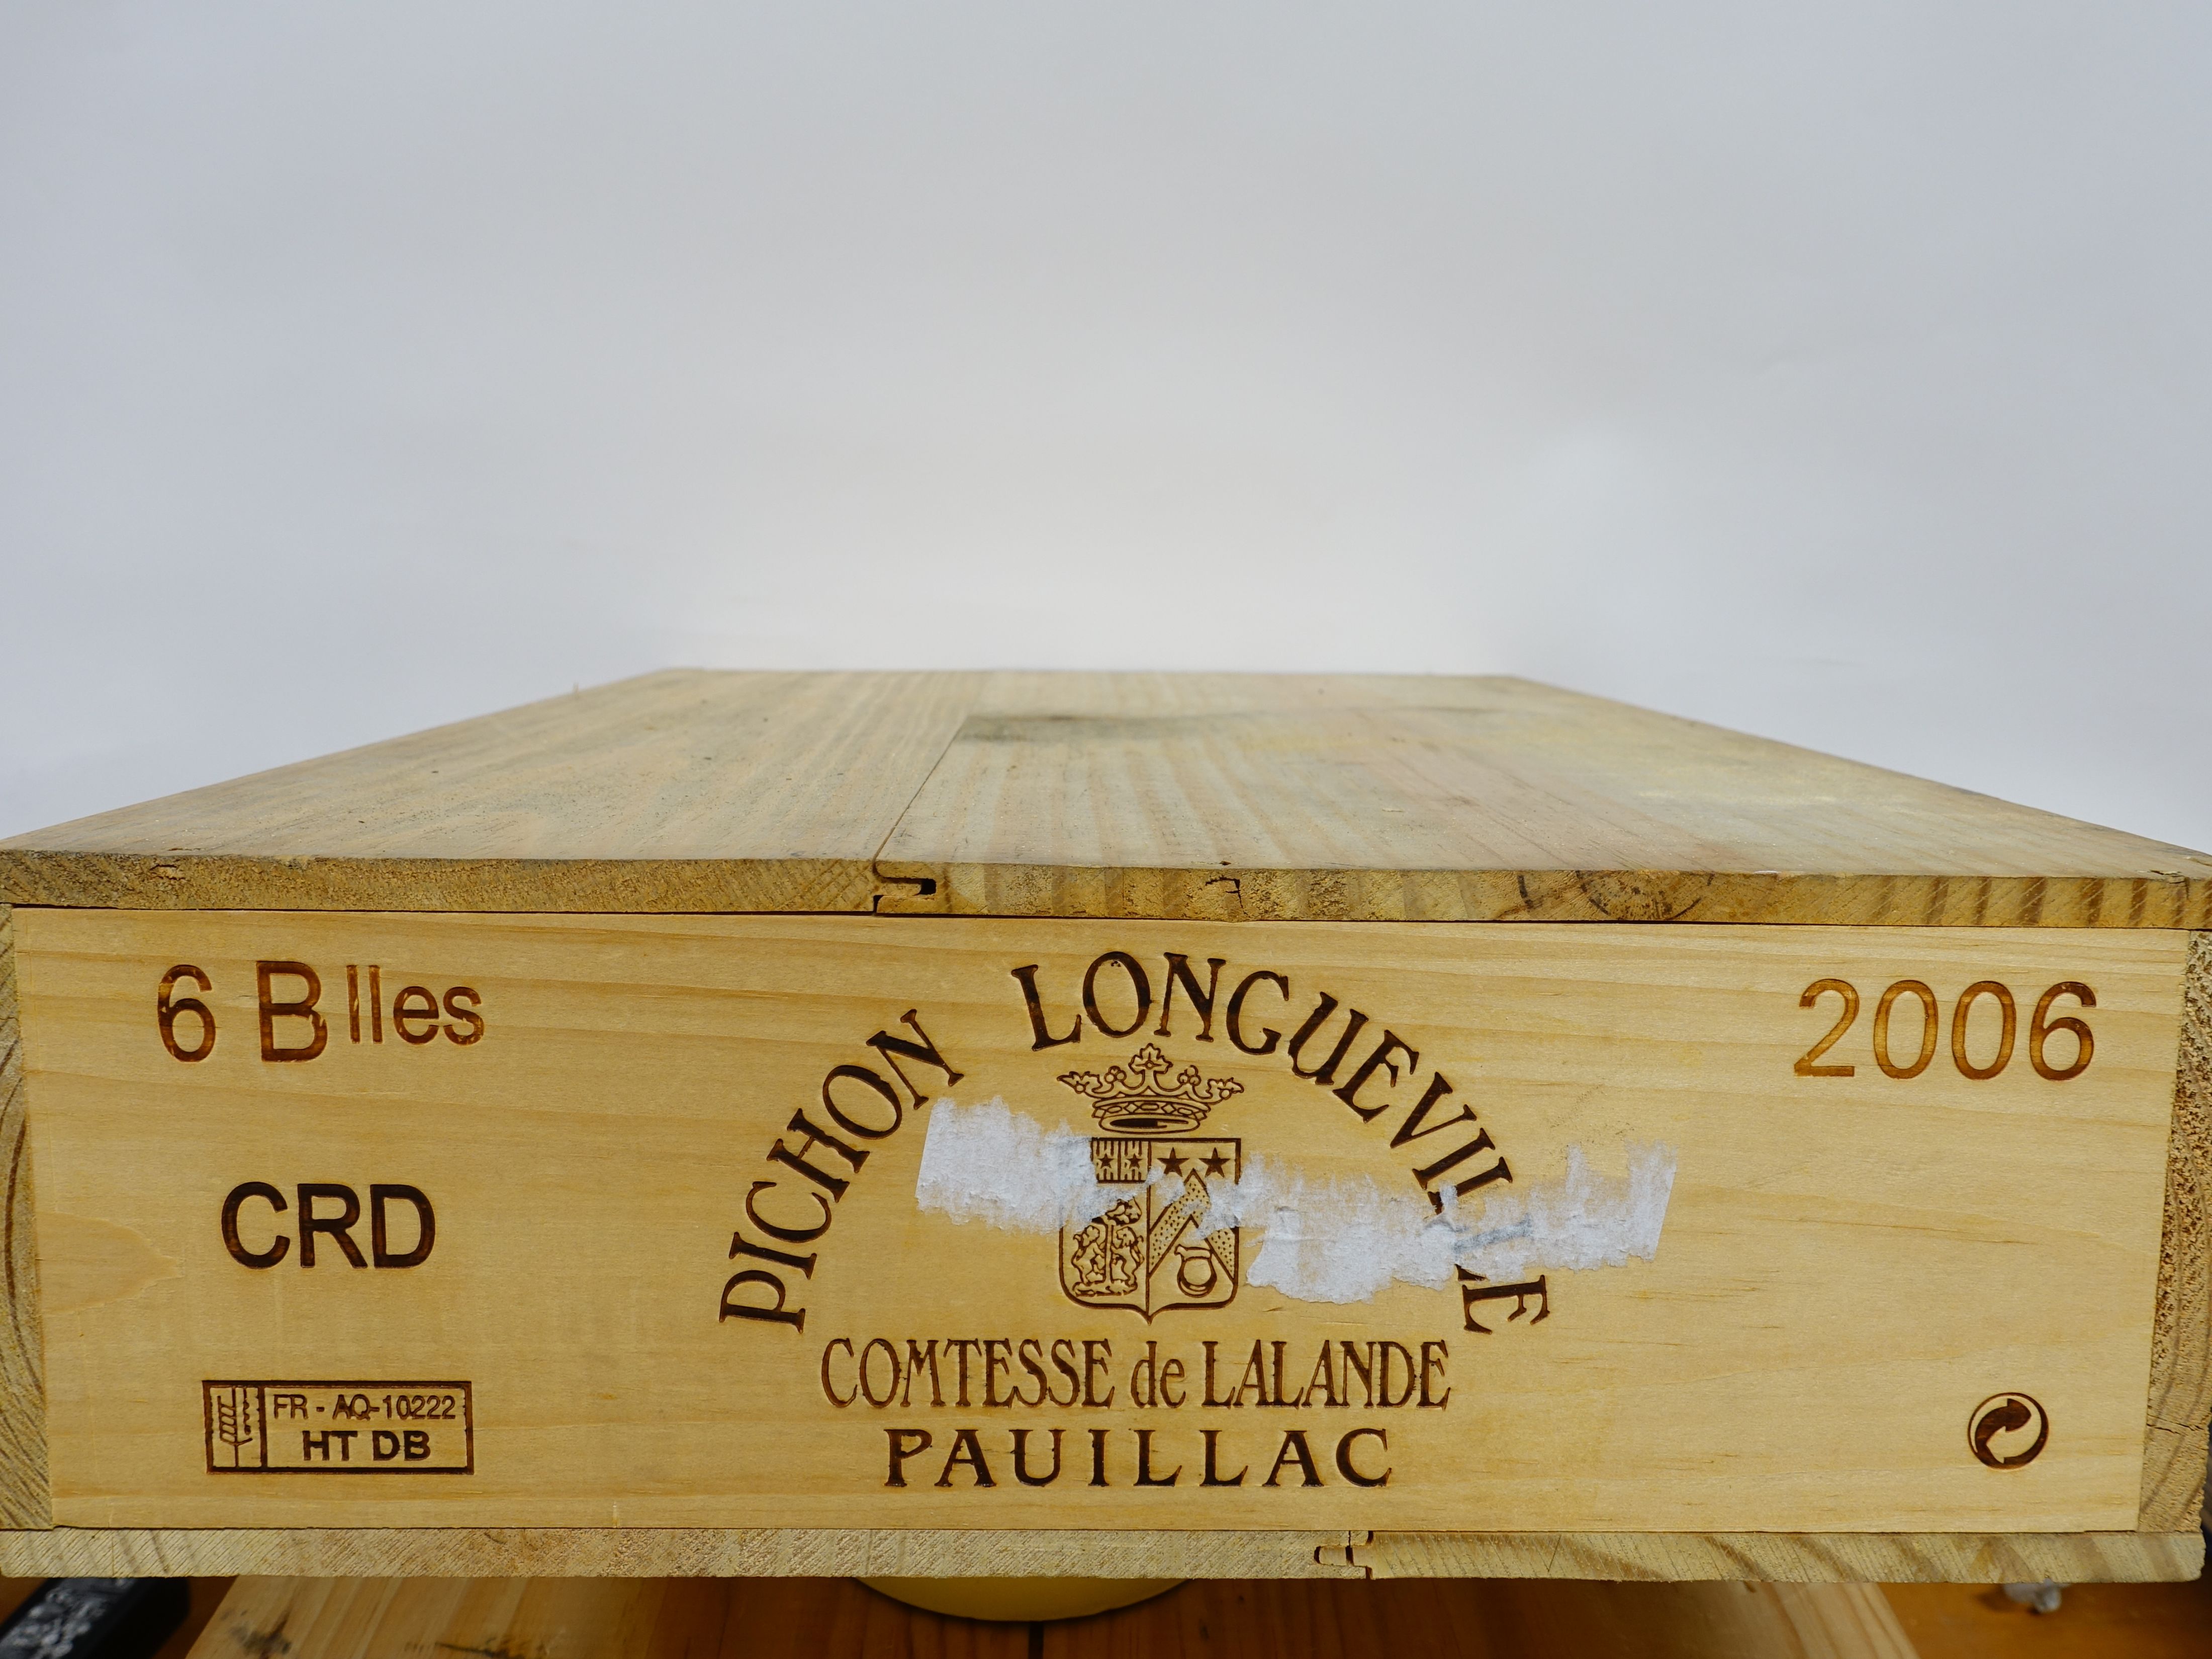 6 Blles
2006
PICHON LONGUEVILLE
CRD
COMTESSE de LALANDE
PAUILLAC
FR - AQ-10222
HT DB